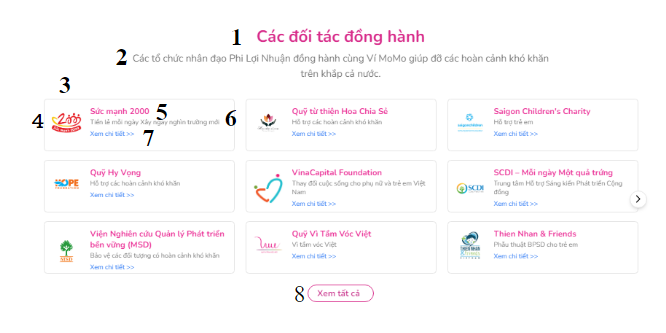 1 Các đối tác đồng hành
2 Các tổ chức nhân đạo Phi Lợi Nhuận đồng hành cùng Ví MoMo giúp đỡ các hoàn cảnh khó khăn
trên khắp cả nước.
3
4
Sức mạnh 2000
5
Tiền lẻ mỗi ngày Xây ngay nghìn trường mới
6
Xem chi tiết >>
7
Quỹ từ thiện Hoa Chia Sẻ
Hỗ trợ các hoàn cảnh khó khăn
Xem chi tiết >>
Saigon Children's Charity
Hỗ trợ trẻ em
Xem chi tiết >>
HOPE
Quỹ Hy Vọng
Hỗ trợ các hoàn cảnh khó khăn
Xem chi tiết >>
VinaCapital Foundation
Thay đổi cuộc sống cho phụ nữ và trẻ em Việt
Nam
Xem chi tiết >>
SCDI
SCDI – Mỗi ngày Một quả trứng
Trung tâm Hỗ trợ Sáng kiến Phát triển Cộng
đồng
Xem chi tiết >>
Viện Nghiên cứu Quản lý Phát triển
bền vững (MSD)
Bảo vệ các đối tượng có hoàn cảnh khó khăn
Xem chi tiết >>
Quỹ Vì Tầm Vóc Việt
Vì tầm vóc Việt
Xem chi tiết >>
Thien Nhan & Friends
Phẫu thuật BPSD cho trẻ em
Xem chi tiết >>
8 Xem tất cả